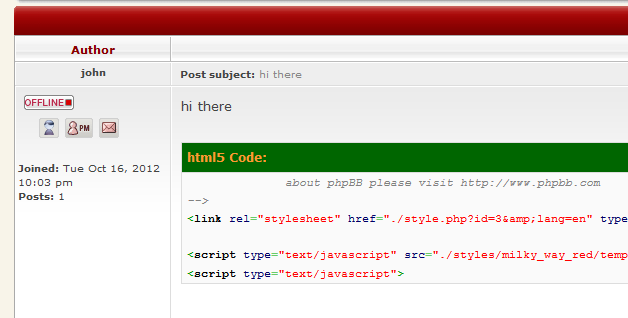 Author
john
Post subject: hi there
OFFLINE
hi there
PM
html5 Code:
about phpBB please visit http://www.phpbb.com
-->
Joined: Tue Oct 16, 2012
10:03 pm
Posts: 1
<link rel="stylesheet" href="./style.php?id=3&amp;lang=en" type
<script type="text/javascript" src="./styles/milky_way_red/temp
<script type="text/javascript">